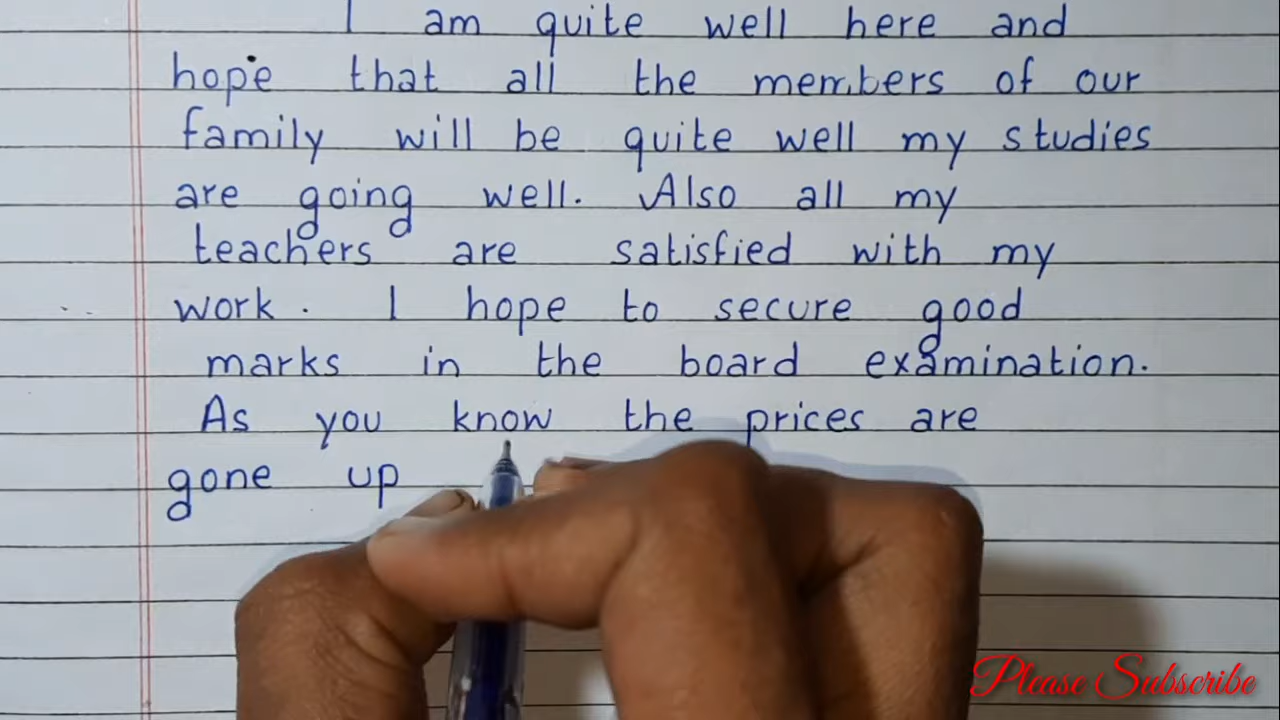 I am quite well here and
hope that all the members of our
family will be quite well my studies
are going well. Also all my
teachers are satisfied with my
work. I hope to secure good
marks in the board examination.
As you know the prices are
gone up
Please Subscribe